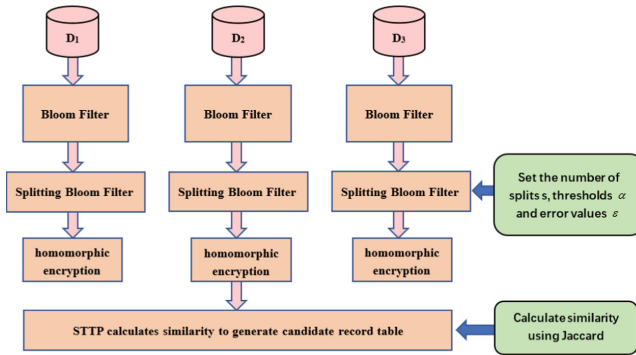 D1
D2
D3
Bloom Filter
Bloom Filter
Bloom Filter
Splitting Bloom Filter
Splitting Bloom Filter
Splitting Bloom Filter
Set the number of
splits s, thresholds α
and error values ε
homomorphic
encryption
homomorphic
encryption
homomorphic
encryption
STTP calculates similarity to generate candidate record table
Calculate similarity
using Jaccard